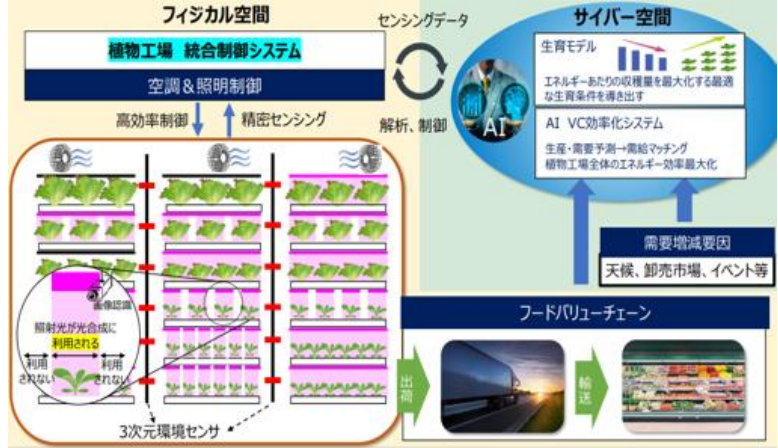 フィジカル空間
植物工場 統合制御システム
空調＆照明制御
高効率制御
精密センシング
センシングデータ
解析、制御
サイバー空間
生育モデル
エネルギーあたりの収穫量を最大化する最適
な生育条件を導き出す
AI
AI VC効率化システム
生産・需要予測→需給マッチング
植物工場全体のエネルギー効率最大化
需要増減要因
天候、卸売市場、イベント等
画像認識
照射光が光合成に
利用される
利用
されない
利用
されない
3次元環境センサ
フードバリューチェーン
出荷
輸送